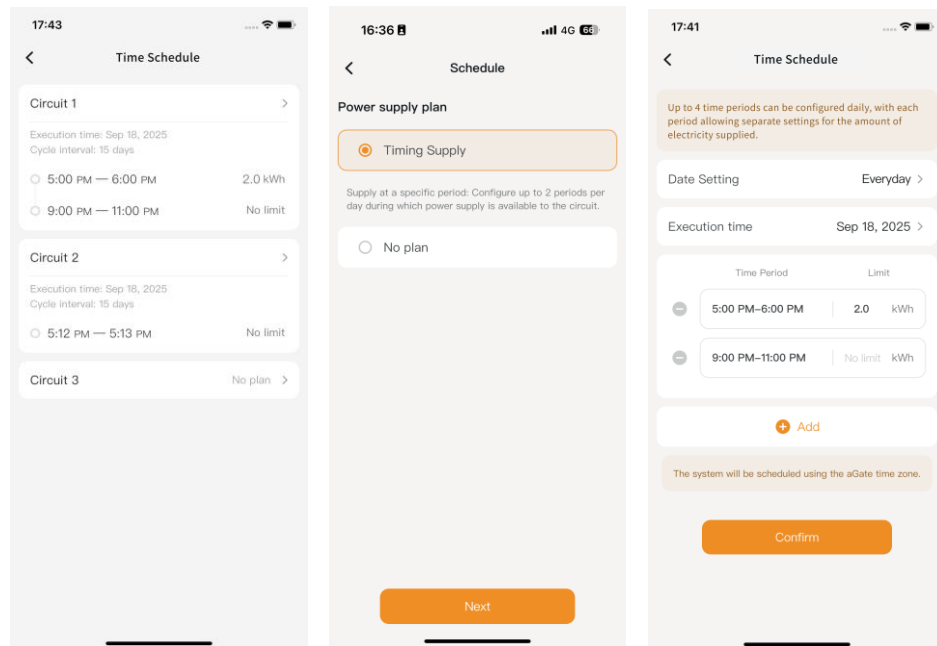 17:43
Time Schedule
Circuit 1
Execution time: Sep 18, 2025
Cycle interval: 15 days
5:00 PM — 6:00 PM 2.0 kWh
9:00 PM — 11:00 PM No limit
Circuit 2
Execution time: Sep 18, 2025
Cycle interval: 15 days
5:12 PM — 5:13 PM No limit
Circuit 3 No plan
16:36 4G 66
Schedule
Power supply plan
Timing Supply
Supply at a specific period: Configure up to 2 periods per
day during which power supply is available to the circuit.
No plan
Next
17:41
Time Schedule
Up to 4 time periods can be configured daily, with each
period allowing separate settings for the amount of
electricity supplied.
Date Setting Everyday
Execution time Sep 18, 2025
Time Period Limit
5:00 PM–6:00 PM 2.0 kWh
9:00 PM–11:00 PM No limit kWh
Add
The system will be scheduled using the aGate time zone.
Confirm